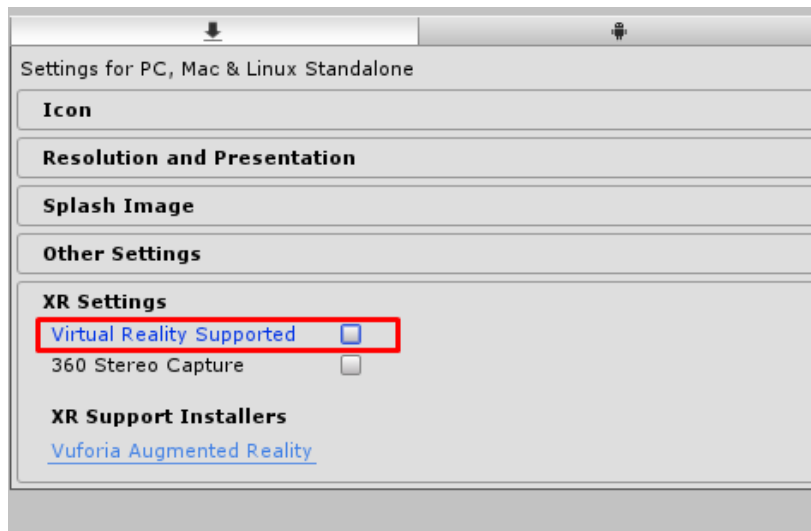 Settings for PC, Mac & Linux Standalone
Icon
Resolution and Presentation
Splash Image
Other Settings
XR Settings
Virtual Reality Supported
360 Stereo Capture
XR Support Installers
Vuforia Augmented Reality